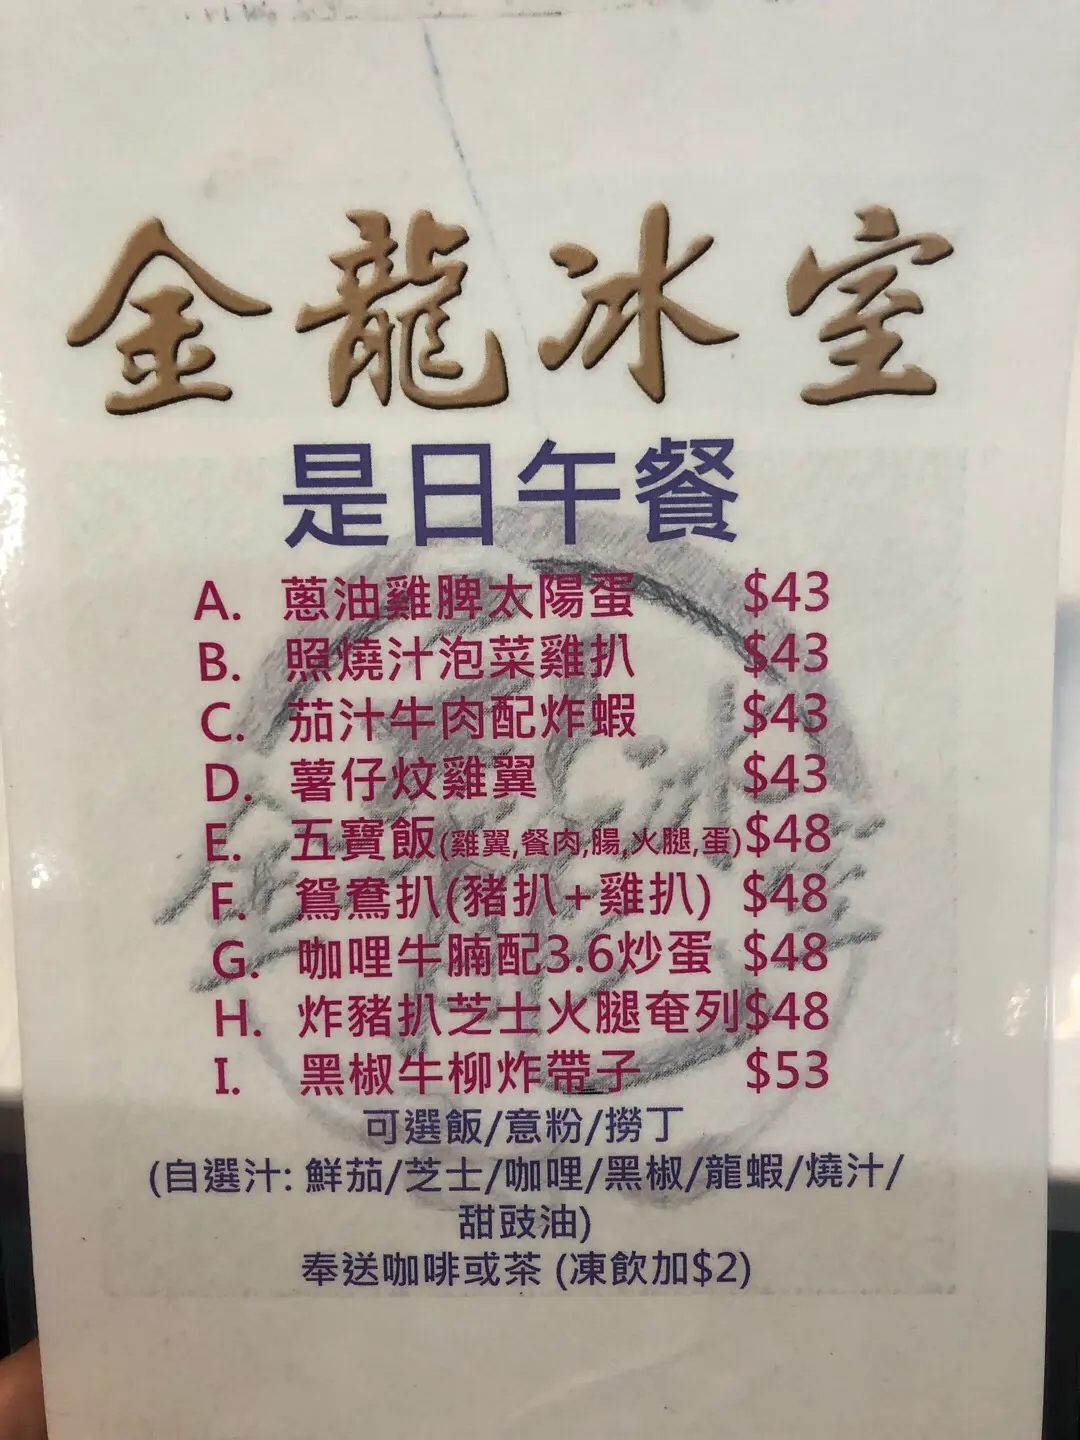 金龍冰室
是日午餐
A. 蔥油雞脾太陽蛋 $43
B. 照燒汁泡菜雞扒 $43
C. 茄汁牛肉配炸蝦 $43
D. 薯仔炆雞翼 $43
E. 五寶飯(雞翼,餐肉,腸,火腿,蛋)$48
F. 鴛鴦扒(豬扒+雞扒) $48
G. 咖哩牛腩配3.6炒蛋 $48
H. 炸豬扒芝士火腿奄列$48
I. 黑椒牛柳炸帶子 $53
可選飯/意粉/撈丁
(自選汁: 鮮茄/芝士/咖哩/黑椒/龍蝦/燒汁/
甜豉油)
奉送咖啡或茶 (凍飲加$2)